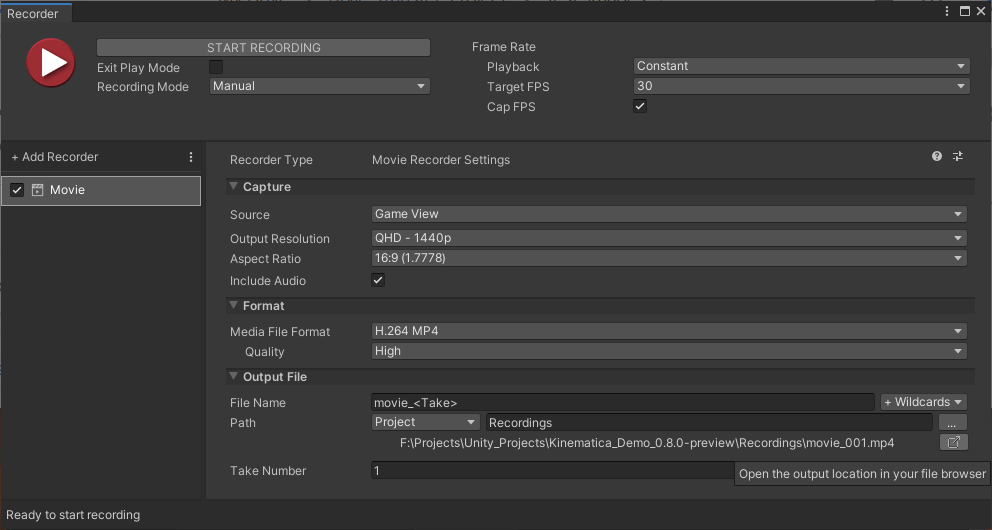 Recorder
START RECORDING
Exit Play Mode
Recording Mode Manual
Frame Rate
Playback Constant
Target FPS 30
Cap FPS
+ Add Recorder
Movie
Recorder Type Movie Recorder Settings
Capture
Source Game View
Output Resolution QHD - 1440p
Aspect Ratio 16:9 (1.7778)
Include Audio
Format
Media File Format H.264 MP4
Quality High
Output File
File Name movie_<Take> + Wildcards
Path Project Recordings ...
F:\Projects\Unity_Projects\Kinematica_Demo_0.8.0-preview\Recordings\movie_001.mp4
Take Number 1
Open the output location in your file browser
Ready to start recording